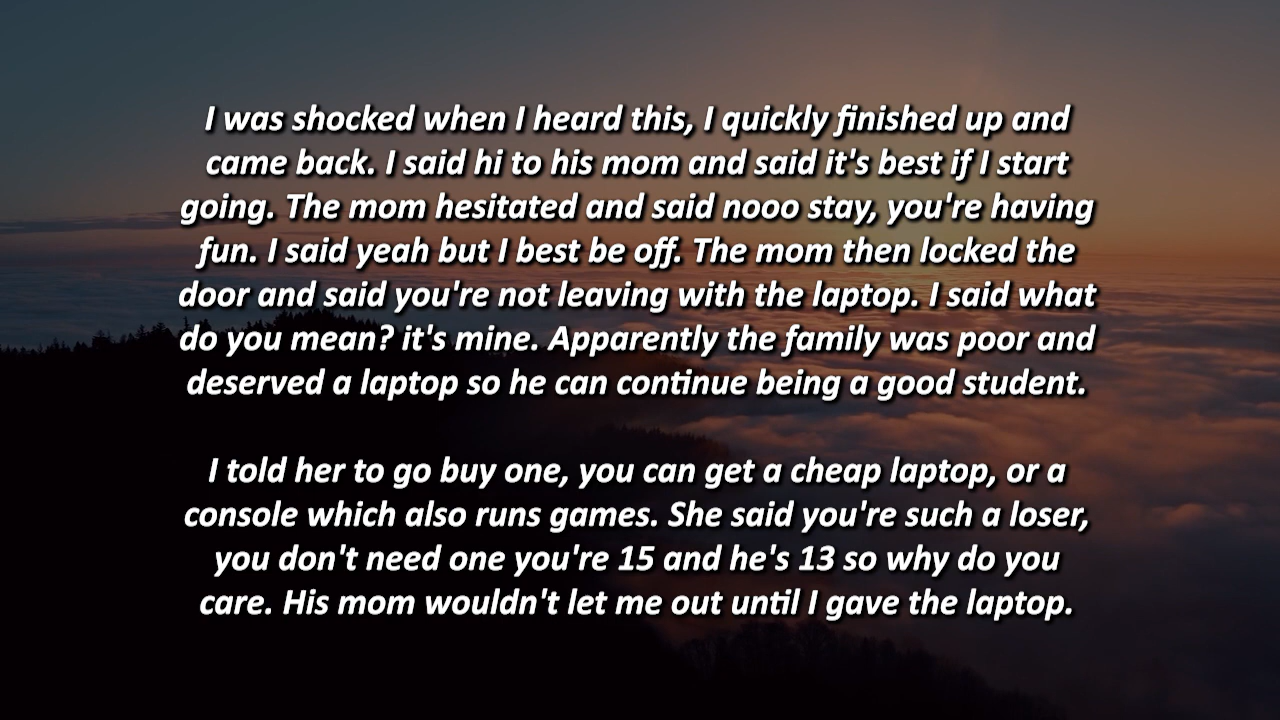 I was shocked when I heard this, I quickly finished up and
came back. I said hi to his mom and said it's best if I start
going. The mom hesitated and said nooo stay, you're having
fun. I said yeah but I best be off. The mom then locked the
door and said you're not leaving with the laptop. I said what
do you mean? it's mine. Apparently the family was poor and
deserved a laptop so he can continue being a good student.
I told her to go buy one, you can get a cheap laptop, or a
console which also runs games. She said you're such a loser,
you don't need one you're 15 and he's 13 so why do you
care. His mom wouldn't let me out until I gave the laptop.